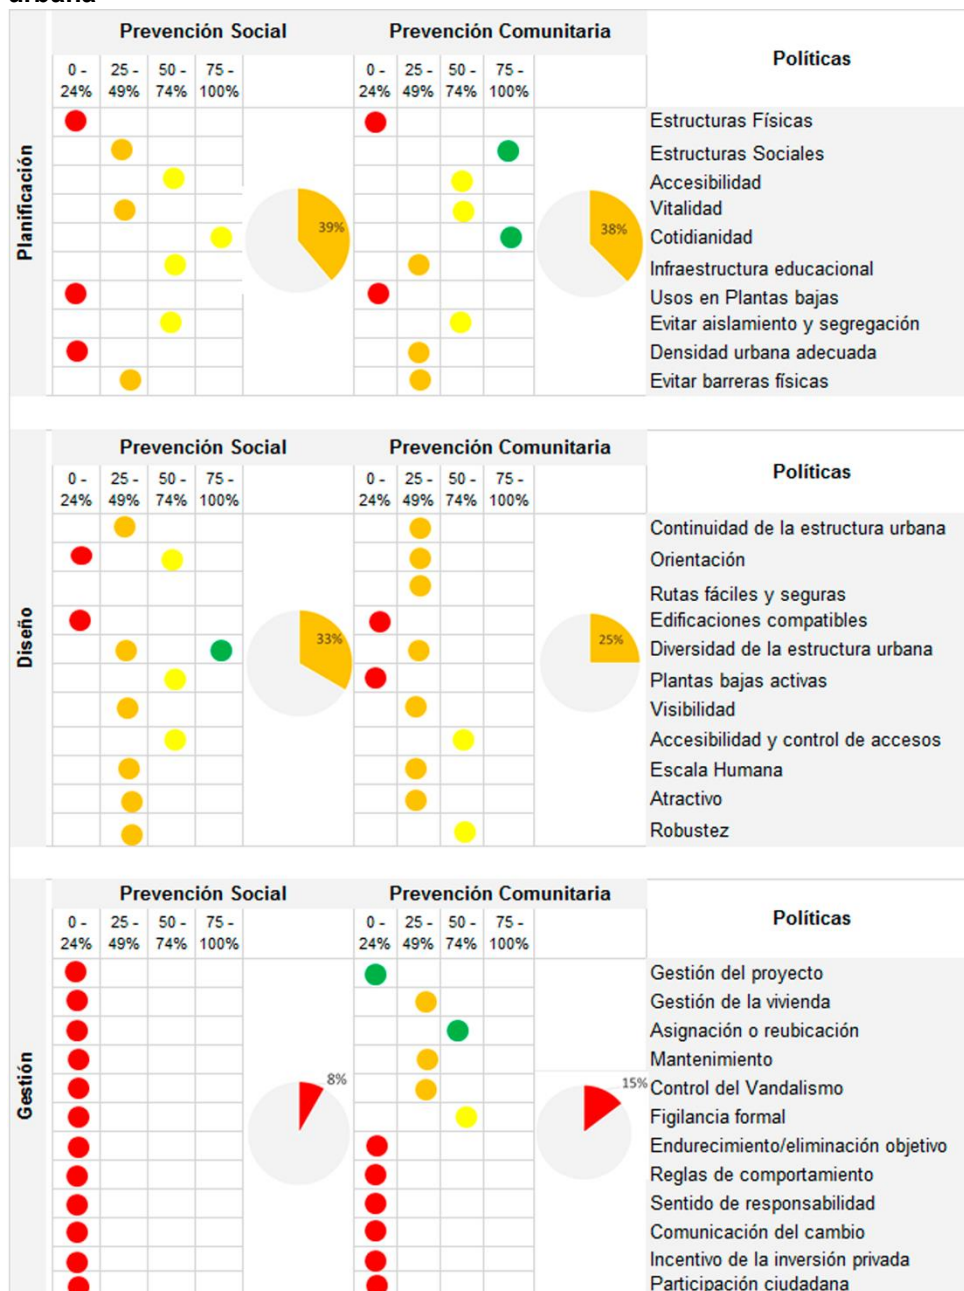 urbana
Planificación
Prevención Social
Prevención Comunitaria
Políticas
0 - 24%
25 - 49%
50 - 74%
75 - 100%
0 - 24%
25 - 49%
50 - 74%
75 - 100%
39%
38%
Estructuras Físicas
Estructuras Sociales
Accesibilidad
Vitalidad
Cotidianidad
Infraestructura educacional
Usos en Plantas bajas
Evitar aislamiento y segregación
Densidad urbana adecuada
Evitar barreras físicas
Diseño
Prevención Social
Prevención Comunitaria
Políticas
0 - 24%
25 - 49%
50 - 74%
75 - 100%
0 - 24%
25 - 49%
50 - 74%
75 - 100%
33%
25%
Continuidad de la estructura urbana
Orientación
Rutas fáciles y seguras
Edificaciones compatibles
Diversidad de la estructura urbana
Plantas bajas activas
Visibilidad
Accesibilidad y control de accesos
Escala Humana
Atractivo
Robustez
Gestión
Prevención Social
Prevención Comunitaria
Políticas
0 - 24%
25 - 49%
50 - 74%
75 - 100%
0 - 24%
25 - 49%
50 - 74%
75 - 100%
8%
15%
Gestión del proyecto
Gestión de la vivienda
Asignación o reubicación
Mantenimiento
Control del Vandalismo
Figilancia formal
Endurecimiento/eliminación objetivo
Reglas de comportamiento
Sentido de responsabilidad
Comunicación del cambio
Incentivo de la inversión privada
Participación ciudadana